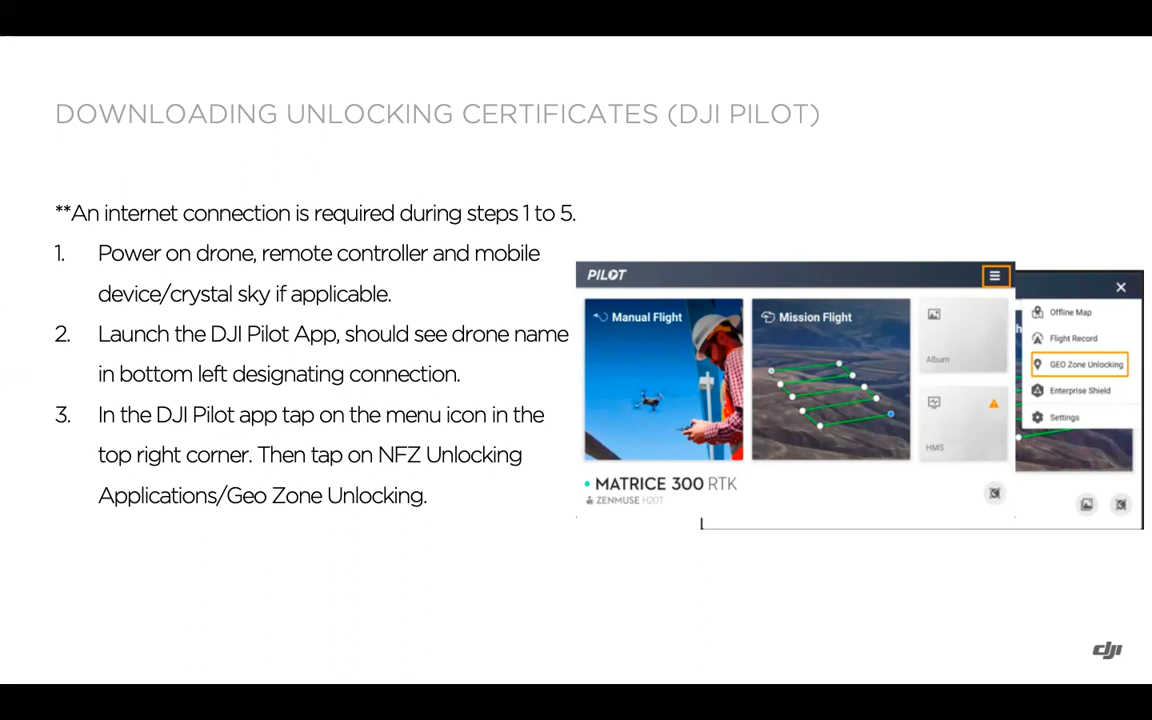 DOWNLOADING UNLOCKING CERTIFICATES (DJI PILOT)
**An internet connection is required during steps 1 to 5.
1. Power on drone, remote controller and mobile
device/crystal sky if applicable.
2. Launch the DJI Pilot App, should see drone name
in bottom left designating connection.
3. In the DJI Pilot app tap on the menu icon in the
top right corner. Then tap on NFZ Unlocking
Applications/Geo Zone Unlocking.
PILOT
Manual Flight
Mission Flight
Album
HMS
MATRICE 300 RTK
ZENMUSE H20T
Offline Map
Flight Record
GEO Zone Unlocking
Enterprise Shield
Settings
dji